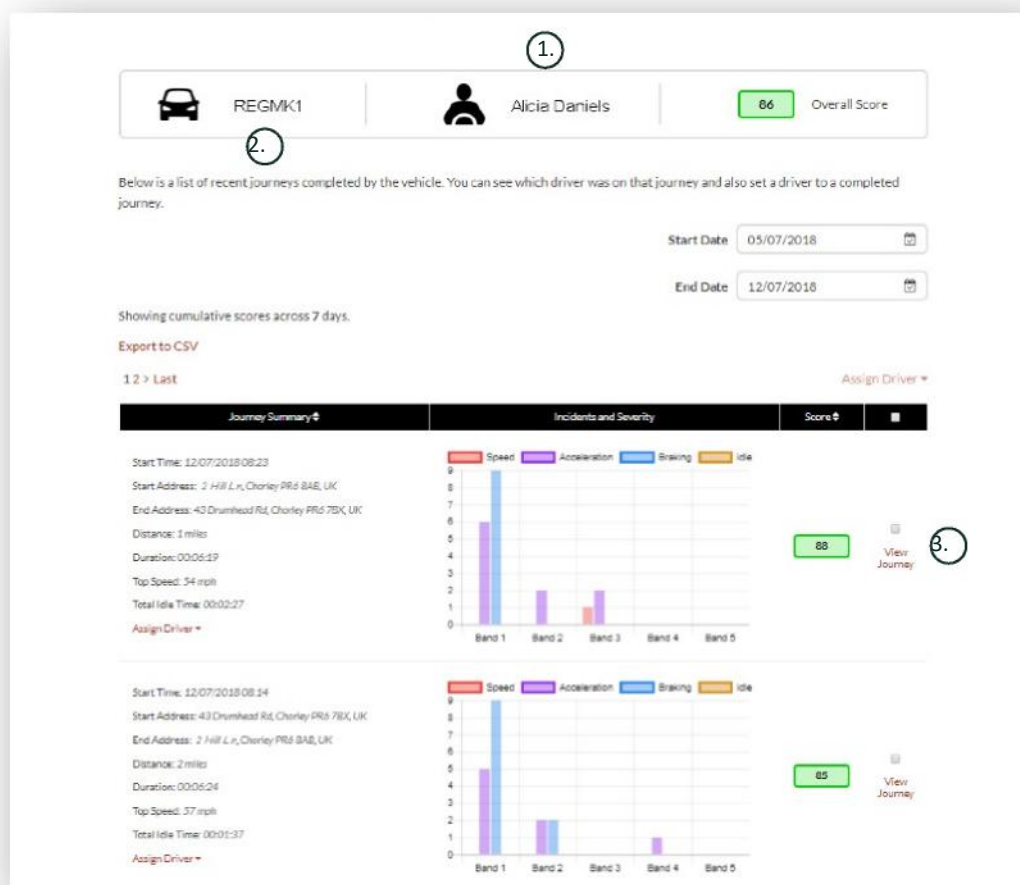 1.
REGMK1
Alicia Daniels
86
Overall Score
2.
Below is a list of recent journeys completed by the vehicle. You can see which driver was on that journey and also set a driver to a completed
journey.
Start Date
05/07/2018
End Date
12/07/2018
Showing cumulative scores across 7 days.
Export to CSV
1 2 > Last
Assign Driver
Journey Summary
Incidents and Severity
Score
Start Time: 12/07/2018 08:23
Start Address: 2 Hill Ln, Chorley PR6 8AB, UK
End Address: 43 Drumhead Rd, Chorley PR6 7BX, UK
Distance: 1 miles
Duration: 00:06:19
Top Speed: 54 mph
Total Idle Time: 00:02:27
Assign Driver
Speed Acceleration Braking Idle
9
8
7
6
5
4
3
2
1
0
Band 1 Band 2 Band 3 Band 4 Band 5
88
View
Journey
3.
Start Time: 12/07/2018 08:14
Start Address: 43 Drumhead Rd, Chorley PR6 7BX, UK
End Address: 2 Hill Ln, Chorley PR6 8AB, UK
Distance: 2 miles
Duration: 00:06:24
Top Speed: 57 mph
Total Idle Time: 00:01:37
Assign Driver
Speed Acceleration Braking Idle
9
8
7
6
5
4
3
2
1
0
Band 1 Band 2 Band 3 Band 4 Band 5
85
View
Journey